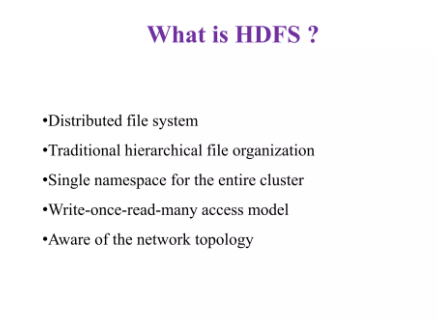 What is HDFS ?
•Distributed file system
•Traditional hierarchical file organization
•Single namespace for the entire cluster
•Write-once-read-many access model
•Aware of the network topology